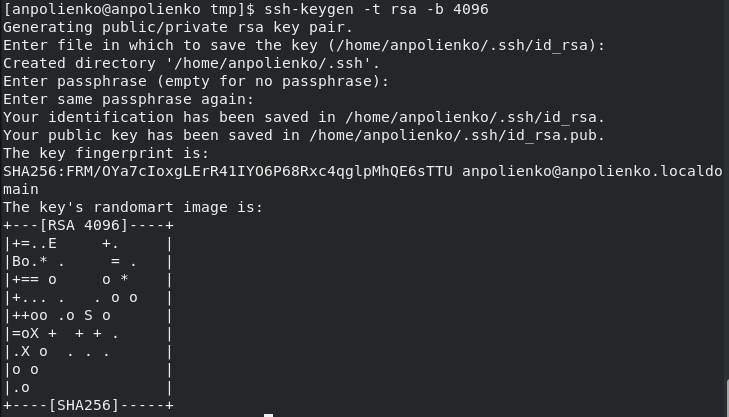 [anpolienko@anpolienko tmp]$ ssh-keygen -t rsa -b 4096
Generating public/private rsa key pair.
Enter file in which to save the key (/home/anpolienko/.ssh/id_rsa):
Created directory '/home/anpolienko/.ssh'.
Enter passphrase (empty for no passphrase):
Enter same passphrase again:
Your identification has been saved in /home/anpolienko/.ssh/id_rsa.
Your public key has been saved in /home/anpolienko/.ssh/id_rsa.pub.
The key fingerprint is:
SHA256:FRM/OYa7cIoxgLErR41IYO6P68Rxc4qglpMhQE6sTTU anpolienko@anpolienko.localdo
main
The key's randomart image is:
+---[RSA 4096]----+
|+=..E     +.     |
|Bo.* .     = .   |
|+== o     o *    |
|+... .   . o o   |
|++oo .o S o      |
|=oX +  + + .     |
|.X o  . . .      |
|o o              |
|.o               |
+----[SHA256]-----+